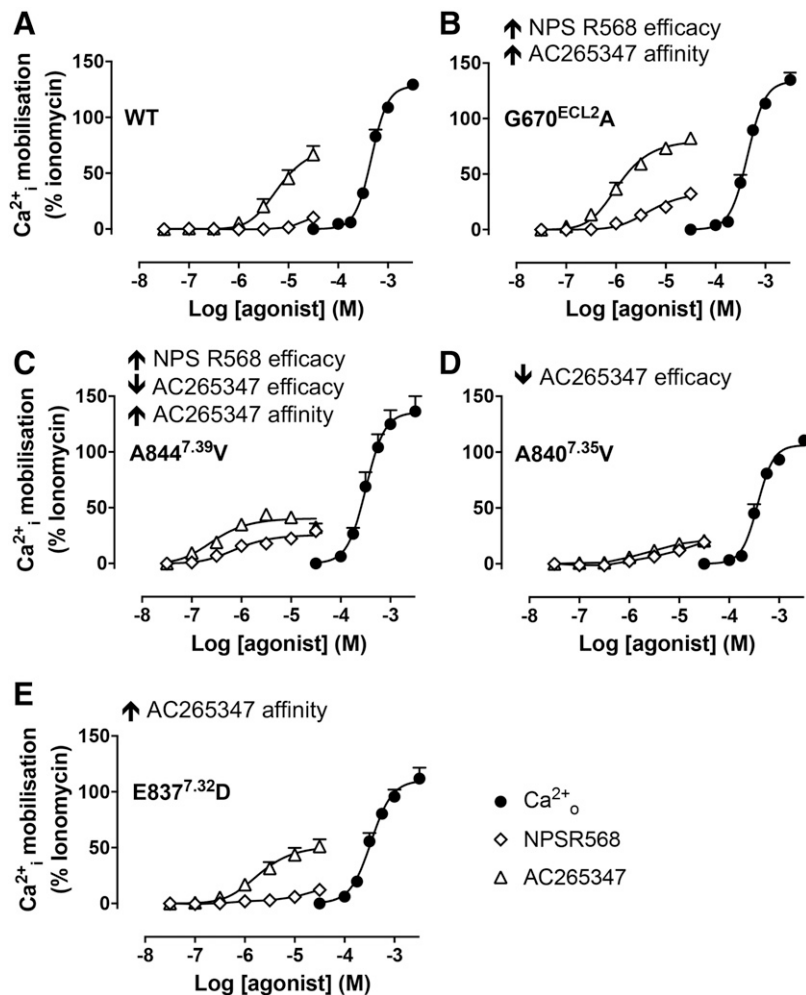 A
Ca²⁺ᵢ mobilisation
(% ionomycin)
150
100
50
0
WT
-8 -7 -6 -5 -4 -3
Log [agonist] (M)
B
↑ NPS R568 efficacy
↑ AC265347 affinity
150
100
50
0
G670ᴱᶜᴸ²A
-8 -7 -6 -5 -4 -3
Log [agonist] (M)
C
↑ NPS R568 efficacy
↓ AC265347 efficacy
↑ AC265347 affinity
Ca²⁺ᵢ mobilisation
(% Ionomycin)
150
100
50
0
A844⁷·³⁹V
-8 -7 -6 -5 -4 -3
Log [agonist] (M)
D
↓ AC265347 efficacy
150
100
50
0
A840⁷·³⁵V
-8 -7 -6 -5 -4 -3
Log [agonist] (M)
E
↑ AC265347 affinity
Ca²⁺ᵢ mobilisation
(% Ionomycin)
150
100
50
0
E837⁷·³²D
-8 -7 -6 -5 -4 -3
Log [agonist] (M)
Ca²⁺ₒ
NPSR568
AC265347